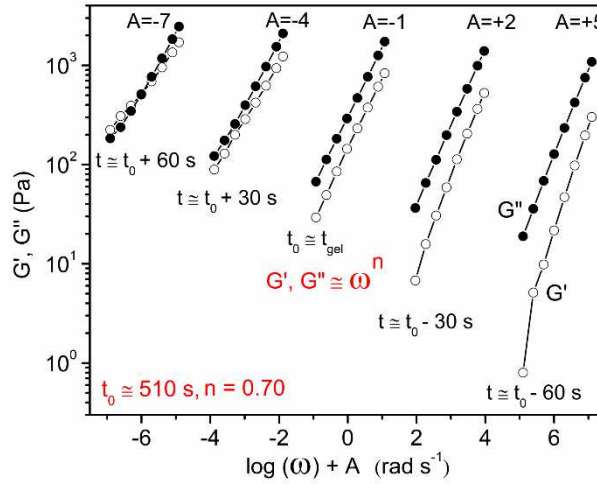 A=-7 A=-4 A=-1 A=+2 A=+5
10³
10²
10¹
10⁰
G', G" (Pa)
t ≅ t₀ + 60 s
t ≅ t₀ + 30 s
t₀ ≅ t_gel
G', G" ≅ ω^n
t ≅ t₀ - 30 s
G"
G'
t ≅ t₀ - 60 s
t₀ ≅ 510 s, n = 0.70
-6 -4 -2 0 2 4 6
log (ω) + A (rad s⁻¹)